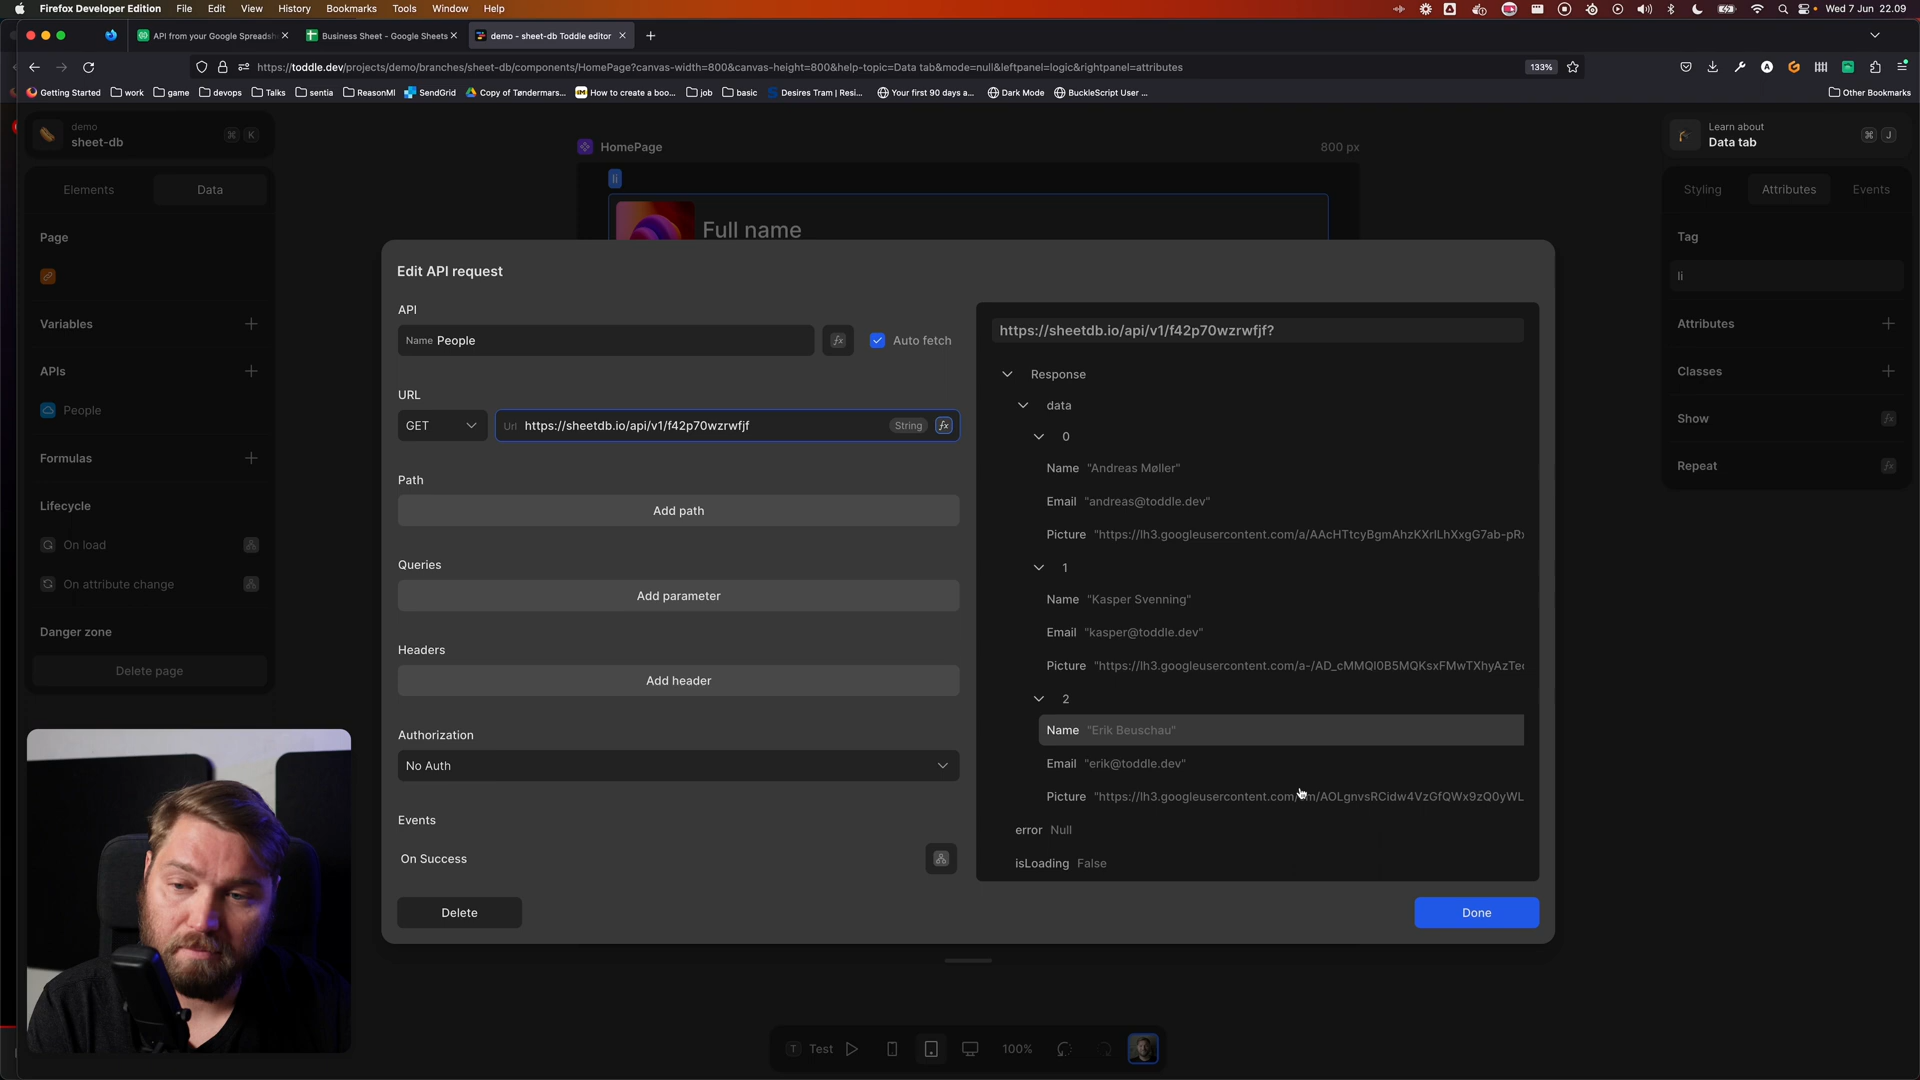 Firefox Developer Edition File Edit View History Bookmarks Tools Window Help Wed 7 Jun 22.09
API from your Google Spreadsh Business Sheet - Google Sheets demo - sheet-db Toddle editor
https://toddle.dev/projects/demo/branches/sheet-db/components/HomePage?canvas-width=800&canvas-height=800&help-topic=Data tab&mode=null&leftpanel=logic&rightpanel=attributes 133%
Getting Started work game devops Talks sentia ReasonMl SendGrid Copy of Tøndermars... How to create a boo... job basic Desires Tram | Resi... Your first 90 days a... Dark Mode BuckleScript User ... Other Bookmarks
demo
sheet-db
⌘ K
HomePage 800 px
Learn about
Data tab
⌘ J
Elements Data
li
Styling Attributes Events
Full name
Page
Tag
li
Variables
APIs
People
Formulas
Lifecycle
On load
On attribute change
Danger zone
Delete page
Edit API request
API
Name People
Auto fetch
URL
GET
Url https://sheetdb.io/api/v1/f42p70wzrwfjf String
Path
Add path
Queries
Add parameter
Headers
Add header
Authorization
No Auth
Events
On Success
Delete
https://sheetdb.io/api/v1/f42p70wzrwfjf?
Response
data
0
Name "Andreas Møller"
Email "andreas@toddle.dev"
Picture "https://lh3.googleusercontent.com/a/AAcHTtcyBgmAhzKXrILhXxgG7ab-pRx
1
Name "Kasper Svenning"
Email "kasper@toddle.dev"
Picture "https://lh3.googleusercontent.com/a-/AD_cMMQI0B5MQKsxFMwTXhyAzTec
2
Name "Erik Beuschau"
Email "erik@toddle.dev"
Picture "https://lh3.googleusercontent.com/ m/AOLgnvsRCidw4VzGfQWx9zQ0yWL
error Null
isLoading False
Done
Attributes
Classes
Show
Repeat
T Test 100%